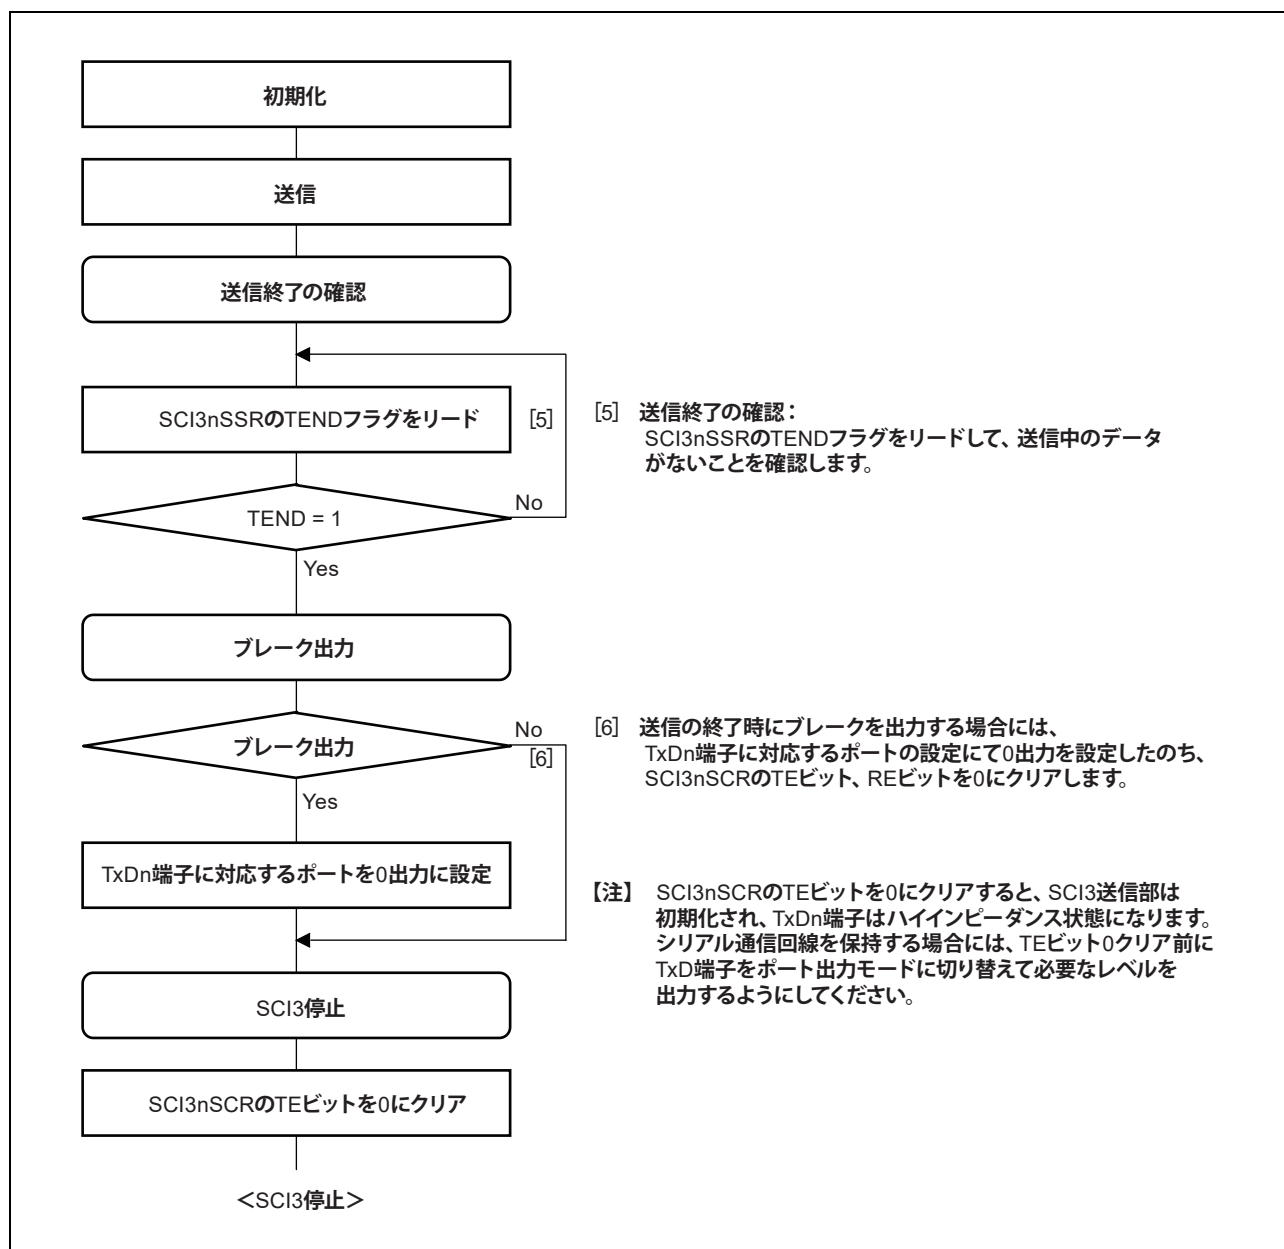 初期化
送信
送信終了の確認
SCI3nSSRのTENDフラグをリード
[5]
TEND = 1
No
Yes
ブレーク出力
ブレーク出力
No
[6]
Yes
TxDn端子に対応するポートを0出力に設定
SCI3停止
SCI3nSCRのTEビットを0にクリア
＜SCI3停止＞
[5] 送信終了の確認：
SCI3nSSRのTENDフラグをリードして、送信中のデータ
がないことを確認します。
[6] 送信の終了時にブレークを出力する場合には、
TxDn端子に対応するポートの設定にて0出力を設定したのち、
SCI3nSCRのTEビット、REビットを0にクリアします。
【注】 SCI3nSCRのTEビットを0にクリアすると、SCI3送信部は
初期化され、TxDn端子はハイインピーダンス状態になります。
シリアル通信回線を保持する場合には、TEビット0クリア前に
TxD端子をポート出力モードに切り替えて必要なレベルを
出力するようにしてください。